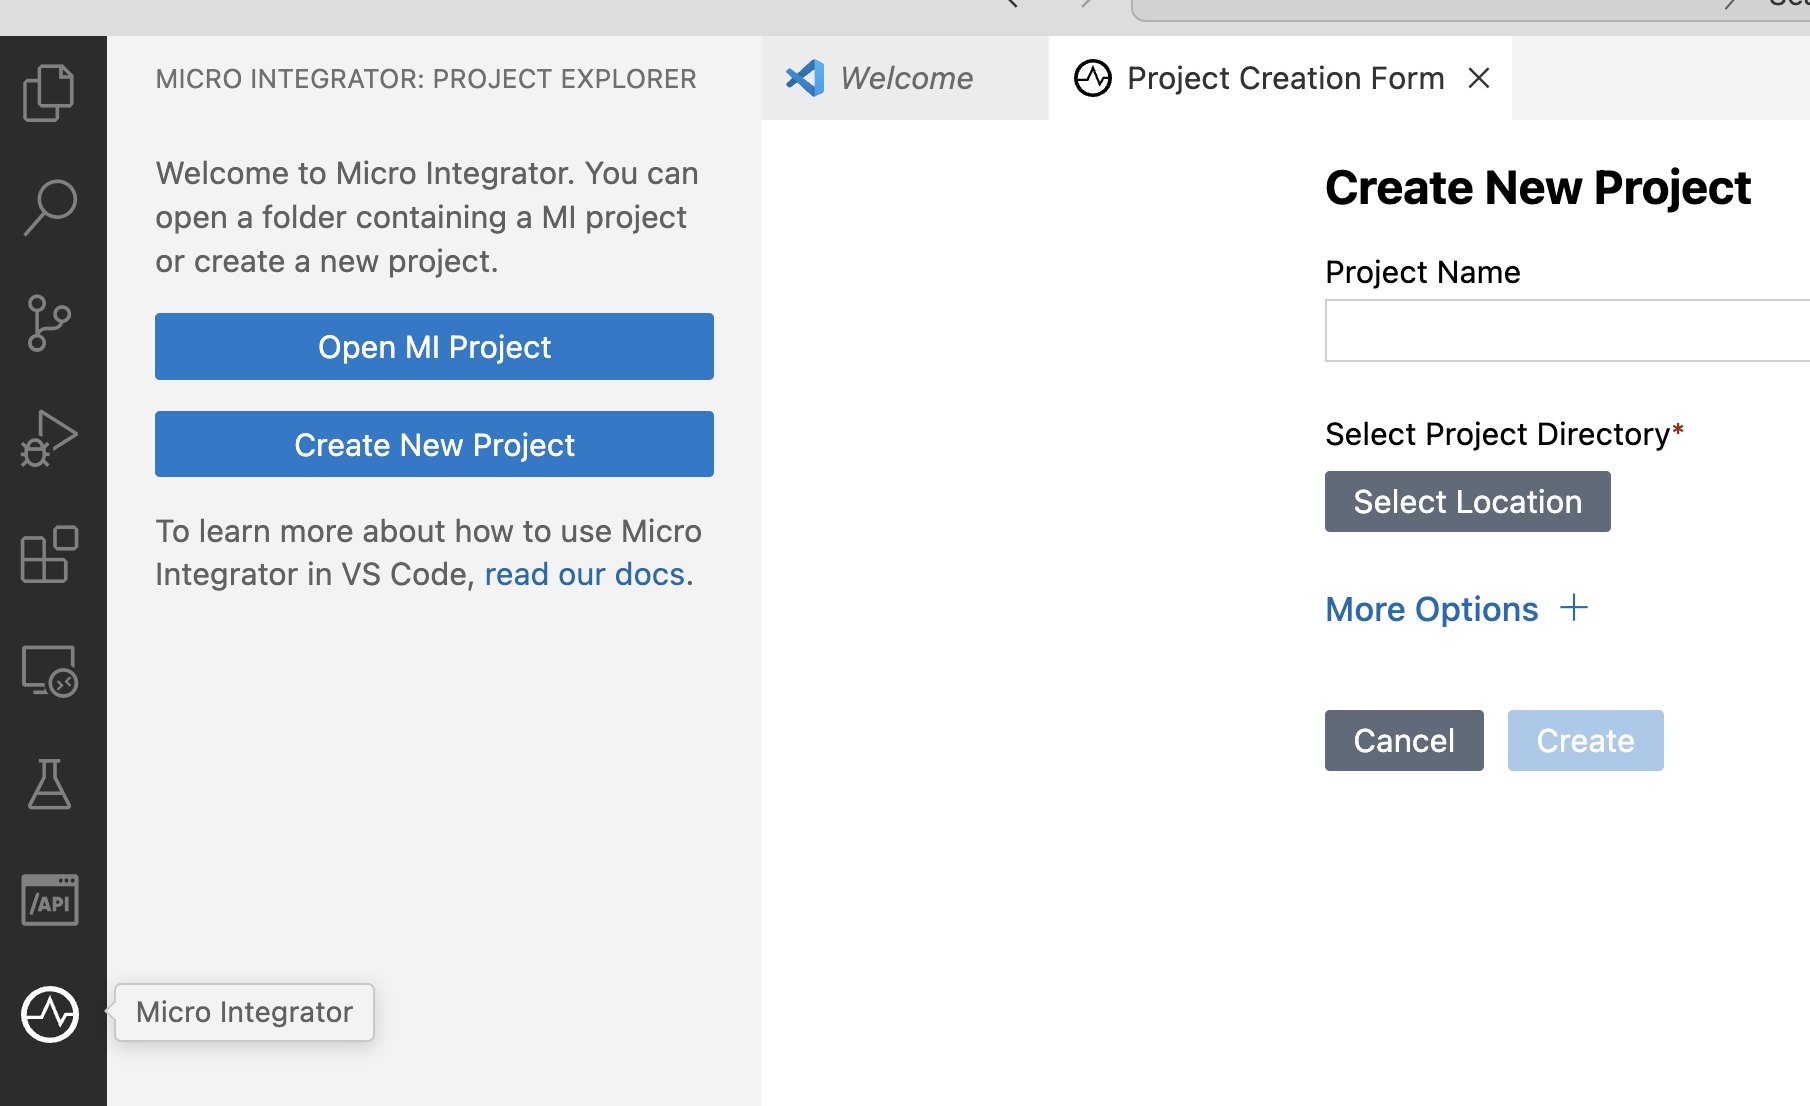 MICRO INTEGRATOR: PROJECT EXPLORER
Welcome to Micro Integrator. You can
open a folder containing a MI project
or create a new project.
Open MI Project
Create New Project
To learn more about how to use Micro
Integrator in VS Code, read our docs.
/API
Micro Integrator
Welcome
Project Creation Form
Create New Project
Project Name
Select Project Directory*
Select Location
More Options +
Cancel
Create